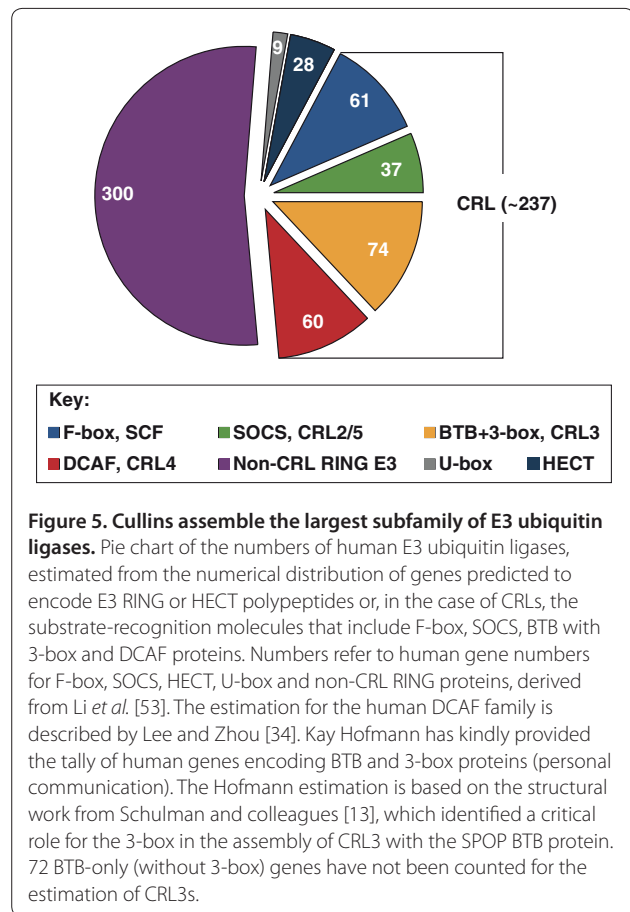 9
28
61
37
300
CRL (~237)
74
60
Key:
F-box, SCF SOCS, CRL2/5 BTB+3-box, CRL3
DCAF, CRL4 Non-CRL RING E3 U-box HECT
Figure 5. Cullins assemble the largest subfamily of E3 ubiquitin
ligases. Pie chart of the numbers of human E3 ubiquitin ligases,
estimated from the numerical distribution of genes predicted to
encode E3 RING or HECT polypeptides or, in the case of CRLs, the
substrate-recognition molecules that include F-box, SOCS, BTB with
3-box and DCAF proteins. Numbers refer to human gene numbers
for F-box, SOCS, HECT, U-box and non-CRL RING proteins, derived
from Li et al. [53]. The estimation for the human DCAF family is
described by Lee and Zhou [34]. Kay Hofmann has kindly provided
the tally of human genes encoding BTB and 3-box proteins (personal
communication). The Hofmann estimation is based on the structural
work from Schulman and colleagues [13], which identified a critical
role for the 3-box in the assembly of CRL3 with the SPOP BTB protein.
72 BTB-only (without 3-box) genes have not been counted for the
estimation of CRL3s.